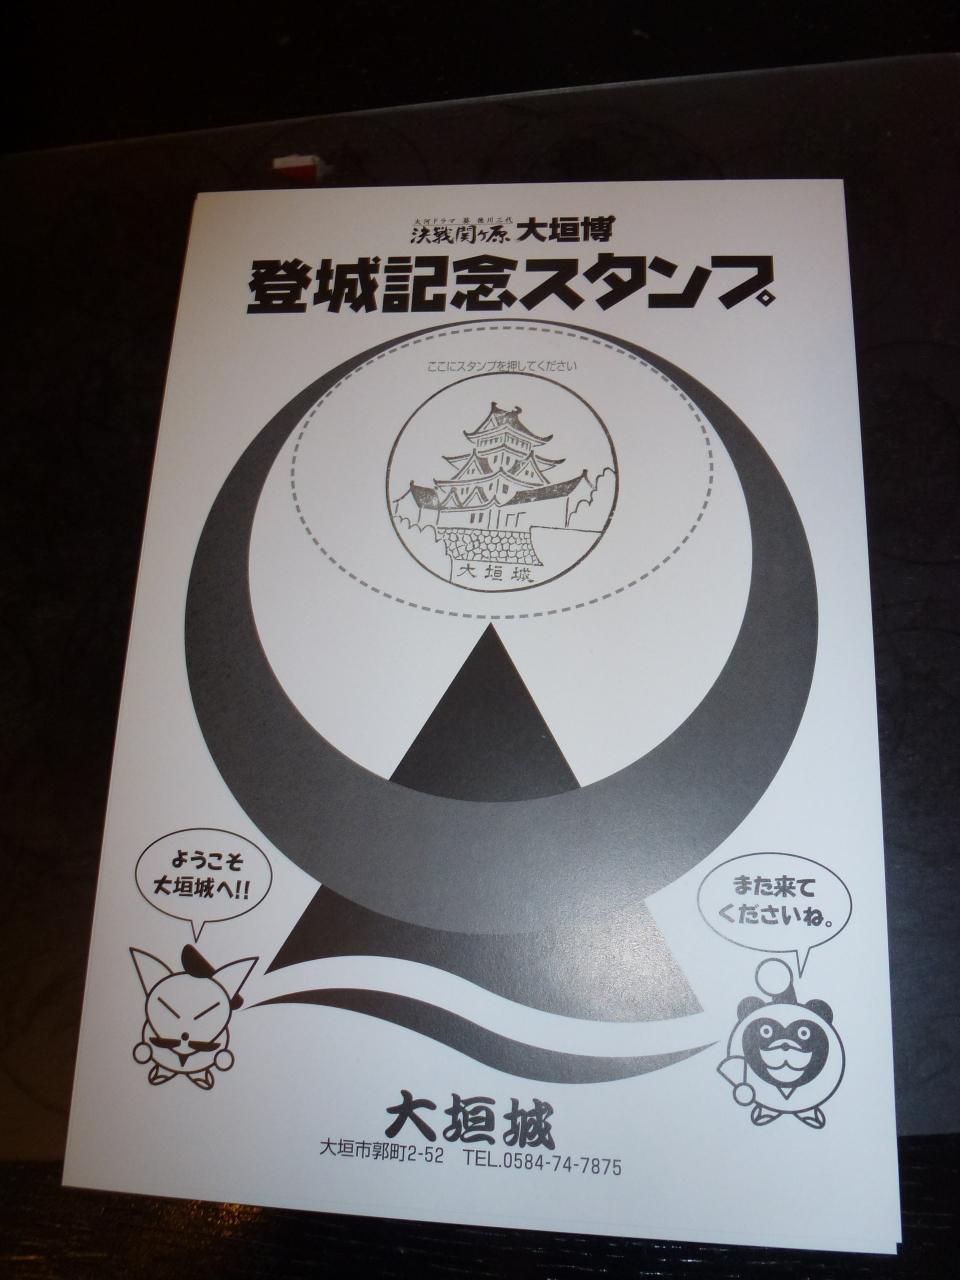 大河ドラマ 葵 徳川三代
決戦関ヶ原 大垣博
登城記念スタンプ。
ここにスタンプを押してください
大垣城
ようこそ
大垣城へ!!
また来て
くださいね。
大垣城
大垣市郭町2-52 TEL.0584-74-7875